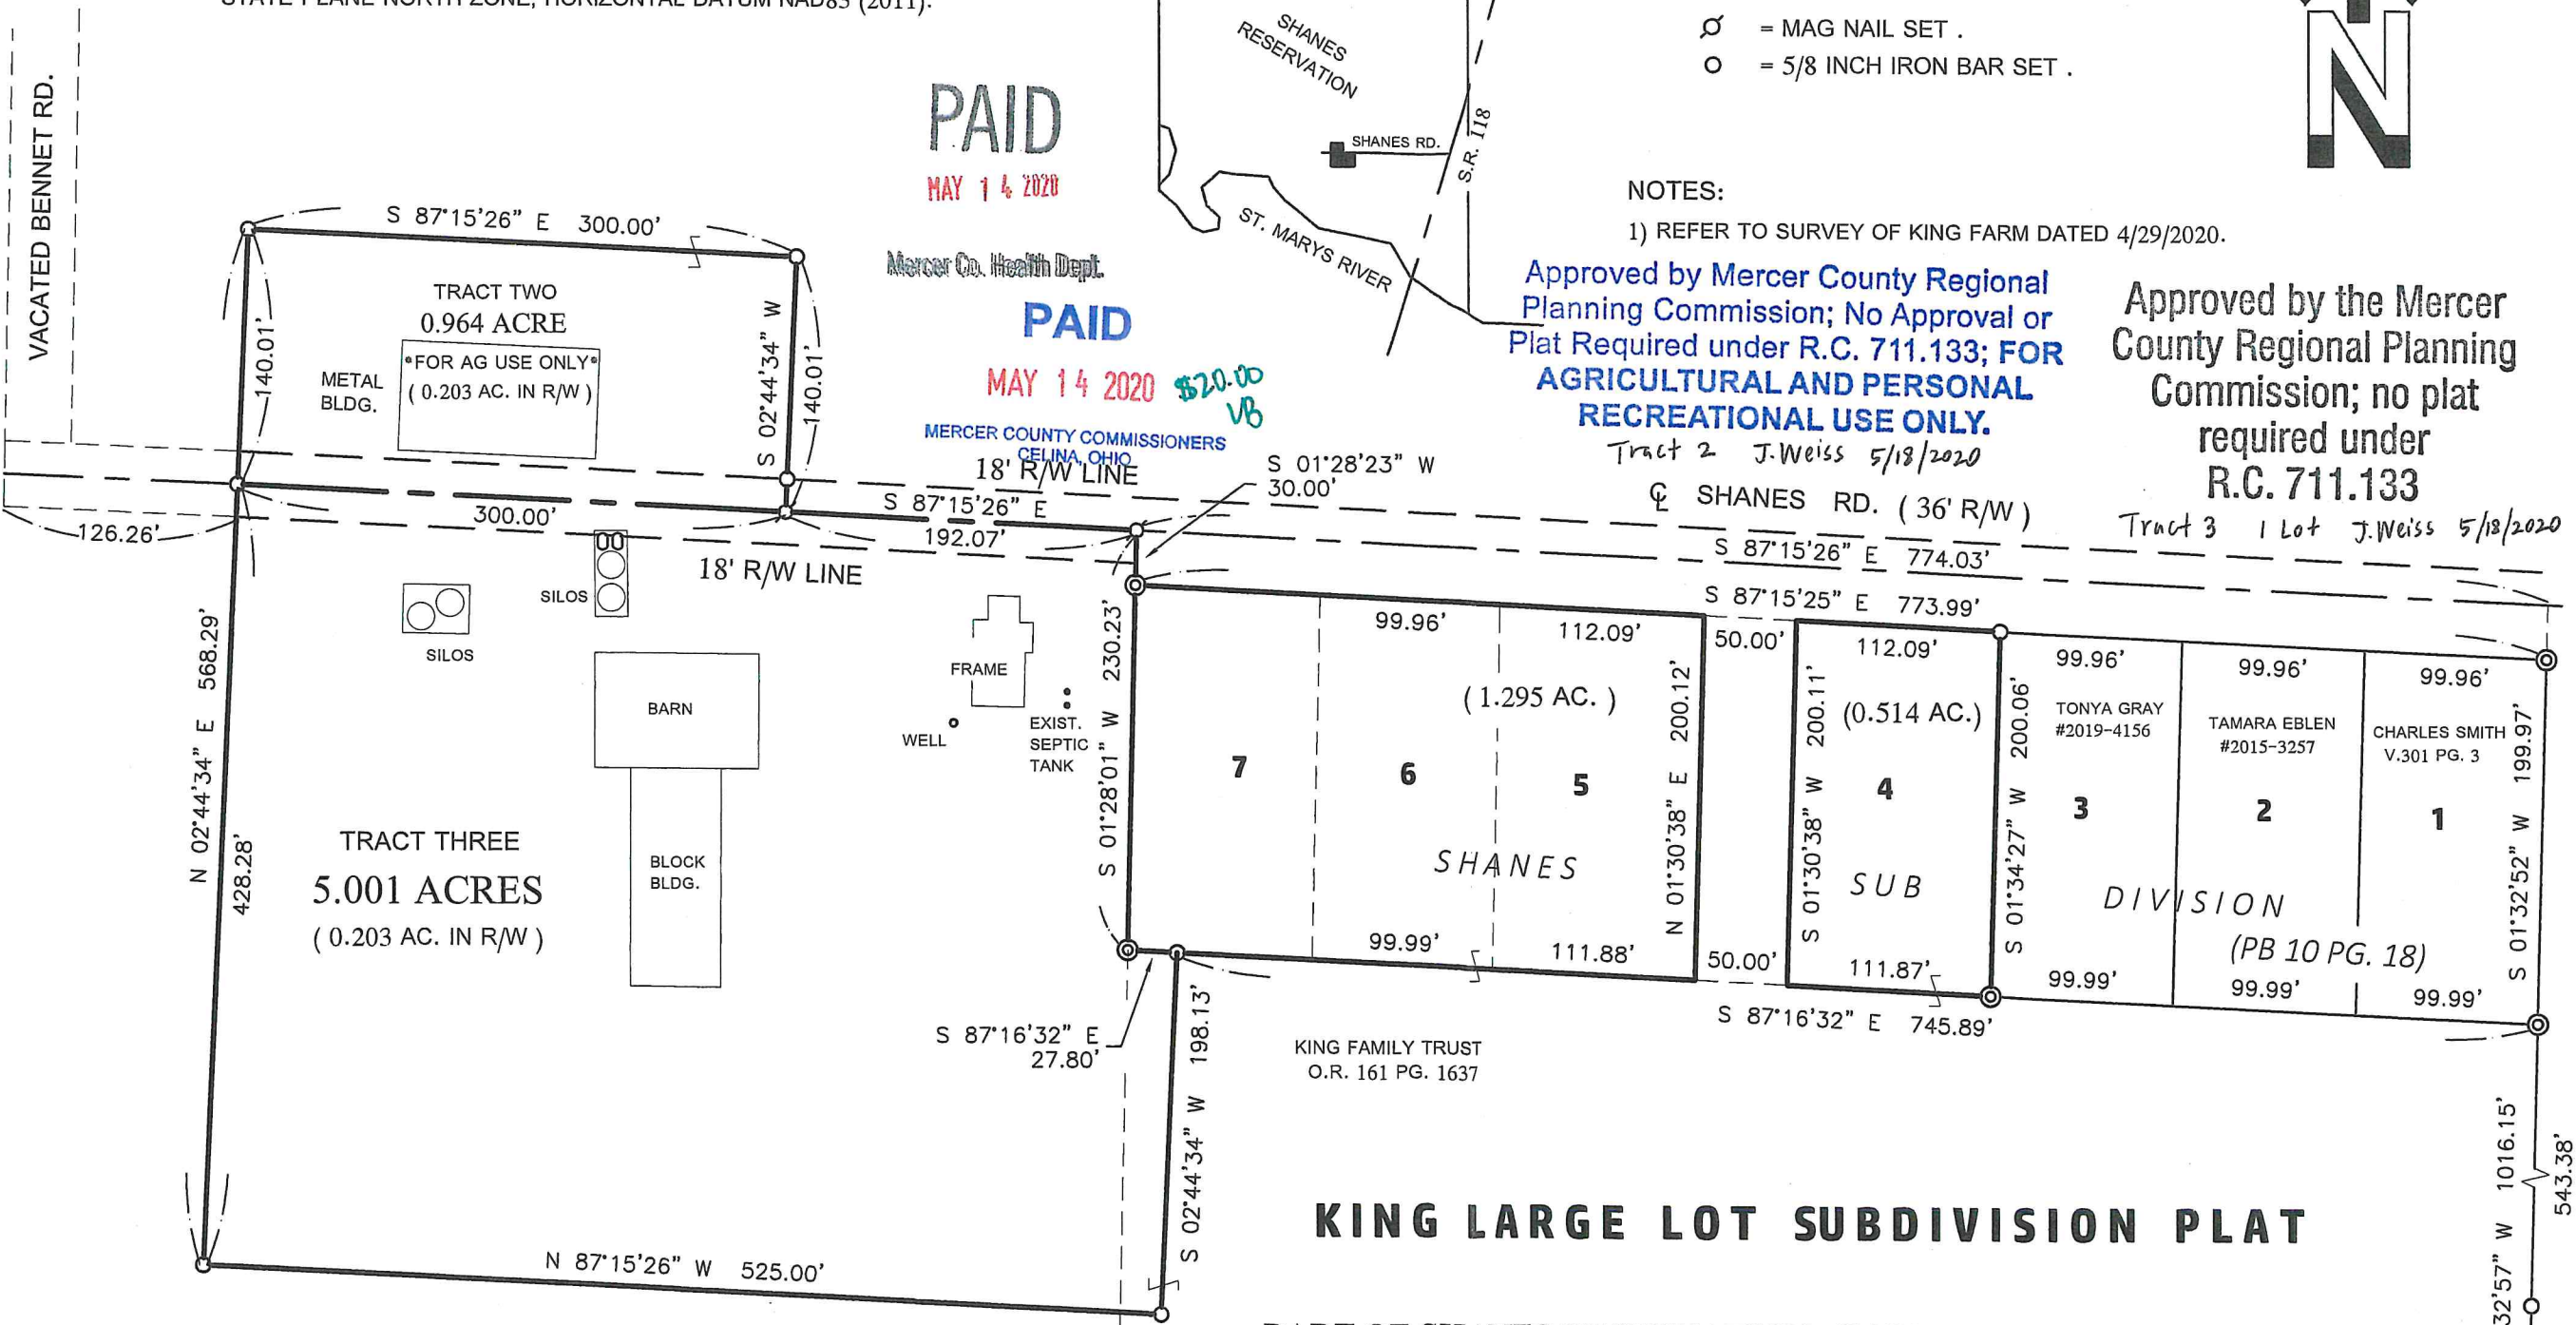 STATE PLANE NORTH ZONE, HORIZONTAL DATUM NAD83 (2011).
VACATED BENNET RD.
SHANES
RESERVATION
SHANES RD.
S.R. 118
ST. MARYS RIVER
= MAG NAIL SET .
= 5/8 INCH IRON BAR SET .
N
NOTES:
1) REFER TO SURVEY OF KING FARM DATED 4/29/2020.
PAID
MAY 14 2020
Mercer Co. Health Dept.
PAID
MAY 14 2020
$20.00
VB
MERCER COUNTY COMMISSIONERS
CELINA, OHIO
Approved by Mercer County Regional
Planning Commission; No Approval or
Plat Required under R.C. 711.133; FOR
AGRICULTURAL AND PERSONAL
RECREATIONAL USE ONLY.
Tract 2 J.Weiss 5/18/2020
Approved by the Mercer
County Regional Planning
Commission; no plat
required under
R.C. 711.133
Tract 3 1 Lot J.Weiss 5/18/2020
S 87°15'26" E 300.00'
TRACT TWO
0.964 ACRE
*FOR AG USE ONLY*
( 0.203 AC. IN R/W )
METAL
BLDG.
140.01'
S 02°44'34" W
140.01'
18' R/W LINE
S 87°15'26" E
S 01°28'23" W
30.00'
℄ SHANES RD. ( 36' R/W )
126.26'
300.00'
192.07'
18' R/W LINE
S 87°15'26" E 774.03'
S 87°15'25" E 773.99'
SILOS
SILOS
BARN
BLOCK
BLDG.
FRAME
WELL
EXIST.
SEPTIC
TANK
N 02°44'34" E 568.29'
428.28'
TRACT THREE
5.001 ACRES
( 0.203 AC. IN R/W )
S 01°28'01" W 230.23'
99.96'
112.09'
50.00'
112.09'
99.96'
99.96'
99.96'
( 1.295 AC. )
N 01°30'38" E 200.12'
S 01°30'38" W 200.11'
(0.514 AC.)
S 01°34'27" W 200.06'
TONYA GRAY
#2019-4156
TAMARA EBLEN
#2015-3257
CHARLES SMITH
V.301 PG. 3
S 01°32'52" W 199.97'
7
6
5
4
3
2
1
SHANES
SUB
DIVISION
(PB 10 PG. 18)
99.99'
111.88'
50.00'
111.87'
99.99'
99.99'
99.99'
S 87°16'32" E
27.80'
S 87°16'32" E 745.89'
KING FAMILY TRUST
O.R. 161 PG. 1637
S 02°44'34" W 198.13'
N 87°15'26" W 525.00'
32'57" W 1016.15'
543.38'
KING LARGE LOT SUBDIVISION PLAT